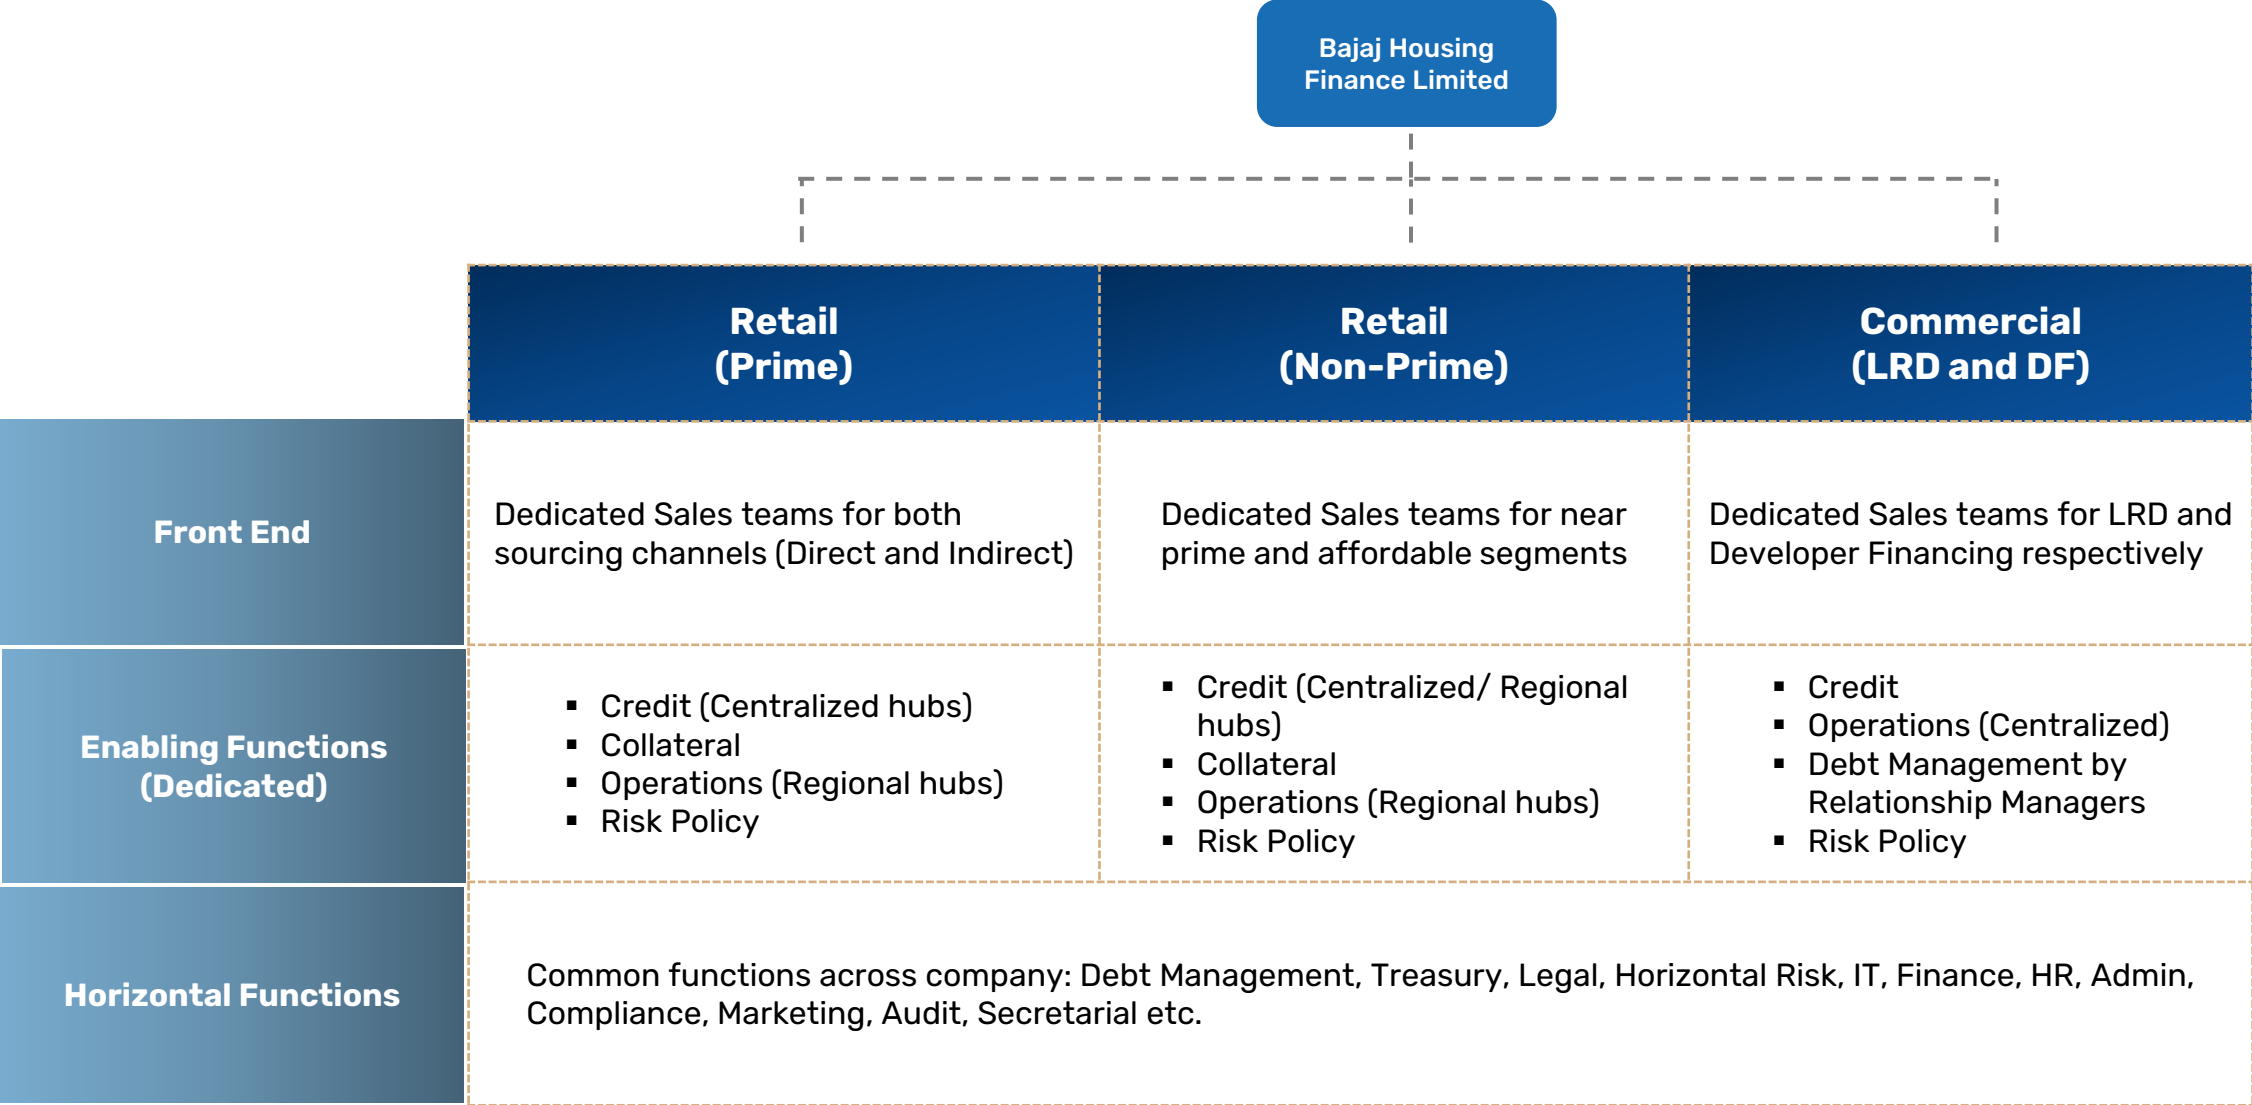 Bajaj Housing
Finance Limited
Retail
(Prime)
Retail
(Non-Prime)
Commercial
(LRD and DF)
Front End
Dedicated Sales teams for both
sourcing channels (Direct and Indirect)
Dedicated Sales teams for near
prime and affordable segments
Dedicated Sales teams for LRD and
Developer Financing respectively
Enabling Functions
(Dedicated)
▪ Credit (Centralized hubs)
▪ Collateral
▪ Operations (Regional hubs)
▪ Risk Policy
▪ Credit (Centralized/ Regional
hubs)
▪ Collateral
▪ Operations (Regional hubs)
▪ Risk Policy
▪ Credit
▪ Operations (Centralized)
▪ Debt Management by
Relationship Managers
▪ Risk Policy
Horizontal Functions
Common functions across company: Debt Management, Treasury, Legal, Horizontal Risk, IT, Finance, HR, Admin,
Compliance, Marketing, Audit, Secretarial etc.